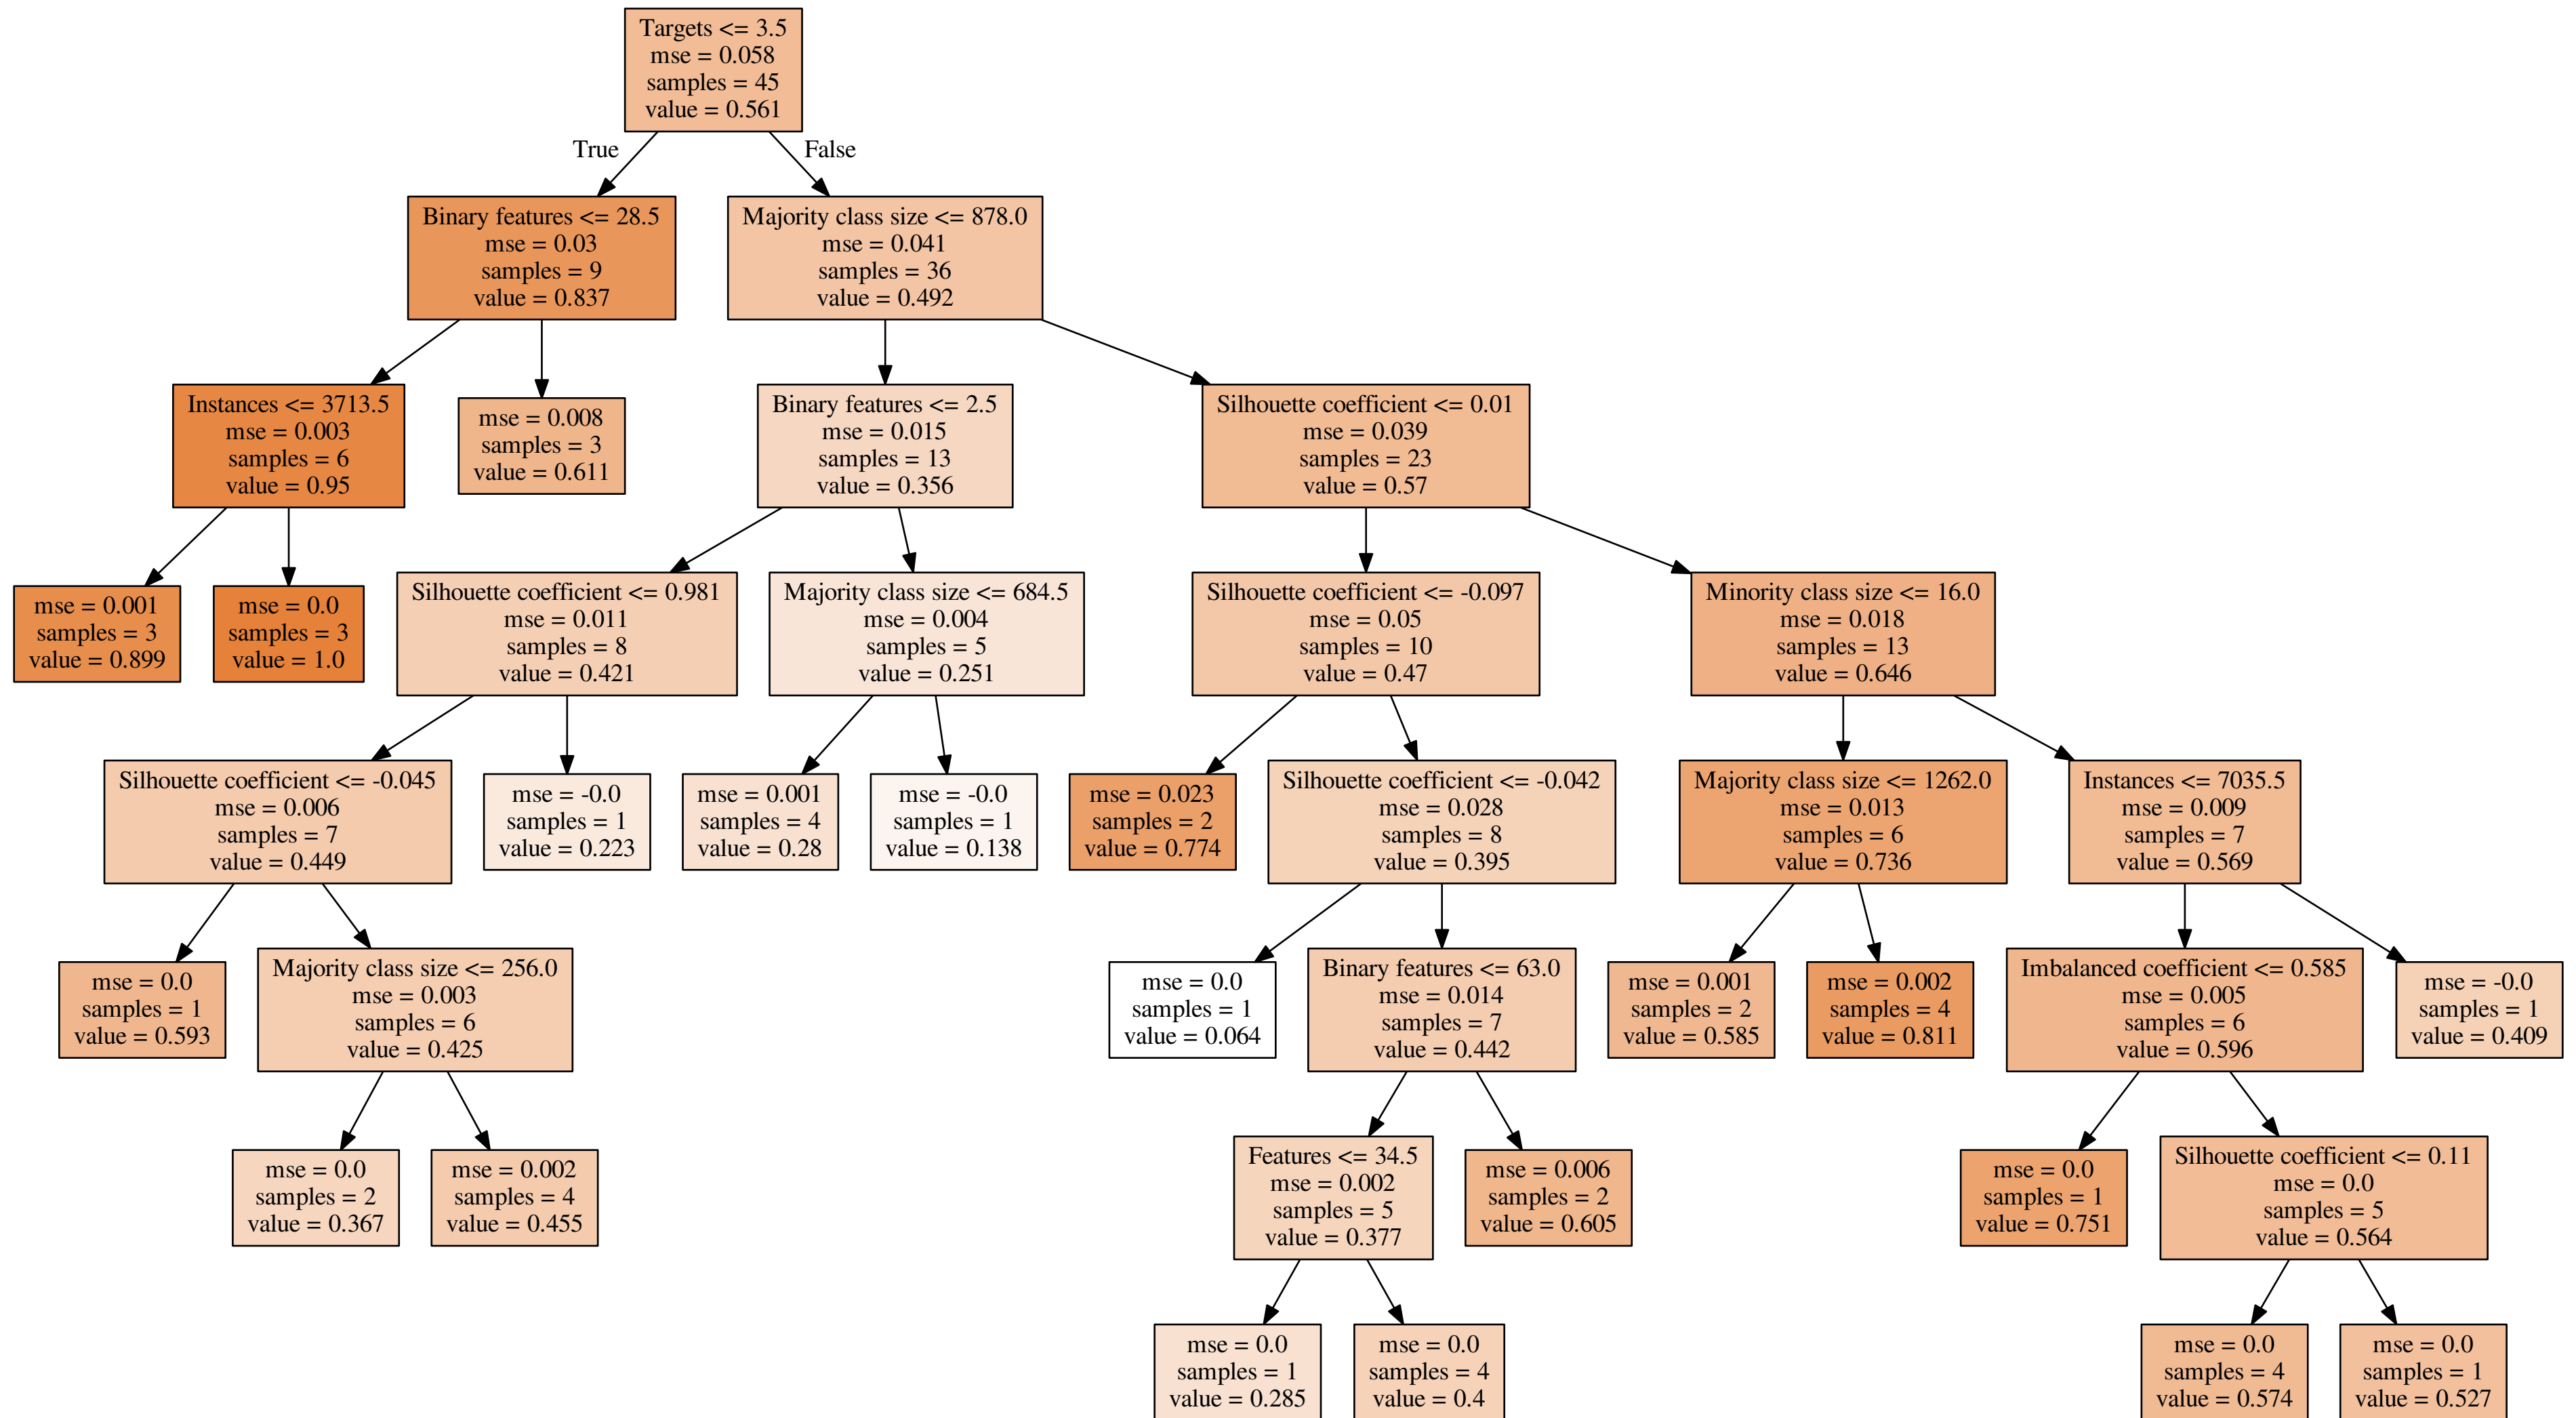 Targets <= 3.5
mse = 0.058
samples = 45
value = 0.561
True
False
Binary features <= 28.5
mse = 0.03
samples = 9
value = 0.837
Majority class size <= 878.0
mse = 0.041
samples = 36
value = 0.492
Instances <= 3713.5
mse = 0.003
samples = 6
value = 0.95
mse = 0.008
samples = 3
value = 0.611
Binary features <= 2.5
mse = 0.015
samples = 13
value = 0.356
Silhouette coefficient <= 0.01
mse = 0.039
samples = 23
value = 0.57
mse = 0.001
samples = 3
value = 0.899
mse = 0.0
samples = 3
value = 1.0
Silhouette coefficient <= 0.981
mse = 0.011
samples = 8
value = 0.421
Majority class size <= 684.5
mse = 0.004
samples = 5
value = 0.251
Silhouette coefficient <= -0.097
mse = 0.05
samples = 10
value = 0.47
Minority class size <= 16.0
mse = 0.018
samples = 13
value = 0.646
Silhouette coefficient <= -0.045
mse = 0.006
samples = 7
value = 0.449
mse = -0.0
samples = 1
value = 0.223
mse = 0.001
samples = 4
value = 0.28
mse = -0.0
samples = 1
value = 0.138
mse = 0.023
samples = 2
value = 0.774
Silhouette coefficient <= -0.042
mse = 0.028
samples = 8
value = 0.395
Majority class size <= 1262.0
mse = 0.013
samples = 6
value = 0.736
Instances <= 7035.5
mse = 0.009
samples = 7
value = 0.569
mse = 0.0
samples = 1
value = 0.593
Majority class size <= 256.0
mse = 0.003
samples = 6
value = 0.425
mse = 0.0
samples = 1
value = 0.064
Binary features <= 63.0
mse = 0.014
samples = 7
value = 0.442
mse = 0.001
samples = 2
value = 0.585
mse = 0.002
samples = 4
value = 0.811
Imbalanced coefficient <= 0.585
mse = 0.005
samples = 6
value = 0.596
mse = -0.0
samples = 1
value = 0.409
mse = 0.0
samples = 2
value = 0.367
mse = 0.002
samples = 4
value = 0.455
Features <= 34.5
mse = 0.002
samples = 5
value = 0.377
mse = 0.006
samples = 2
value = 0.605
mse = 0.0
samples = 1
value = 0.751
Silhouette coefficient <= 0.11
mse = 0.0
samples = 5
value = 0.564
mse = 0.0
samples = 1
value = 0.285
mse = 0.0
samples = 4
value = 0.4
mse = 0.0
samples = 4
value = 0.574
mse = 0.0
samples = 1
value = 0.527